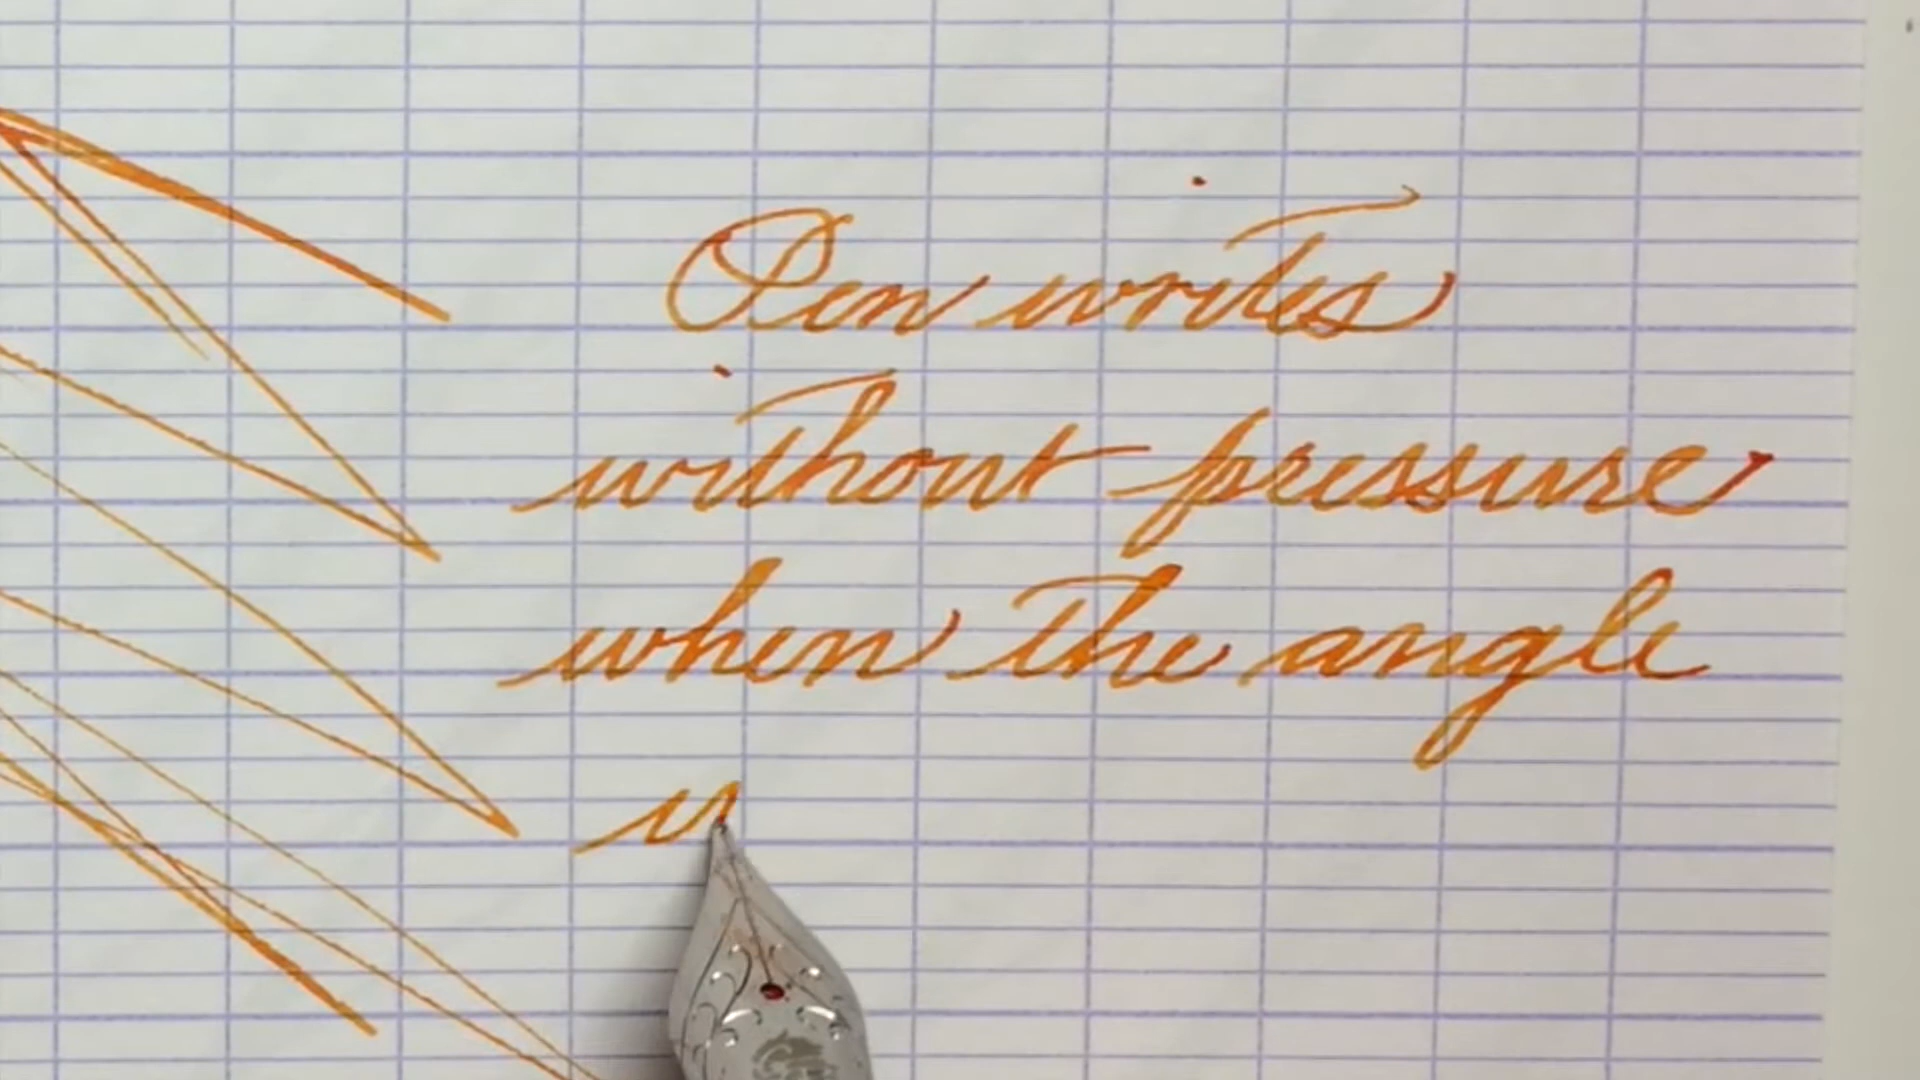 Pen writes
without pressure
when the angle